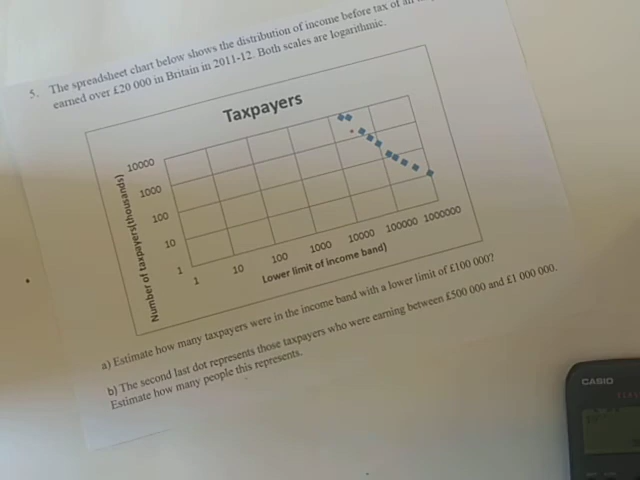 5. The spreadsheet chart below shows the distribution of income before tax of all
earned over £20 000 in Britain in 2011-12. Both scales are logarithmic.
Taxpayers
10000
1000
100
10
1
Number of taxpayers(thousands)
1 10 100 1000 10000 100000 1000000
Lower limit of income band)
a) Estimate how many taxpayers were in the income band with a lower limit of £100 000?
b) The second last dot represents those taxpayers who were earning between £500 000 and £1 000 000.
Estimate how many people this represents.
CASIO